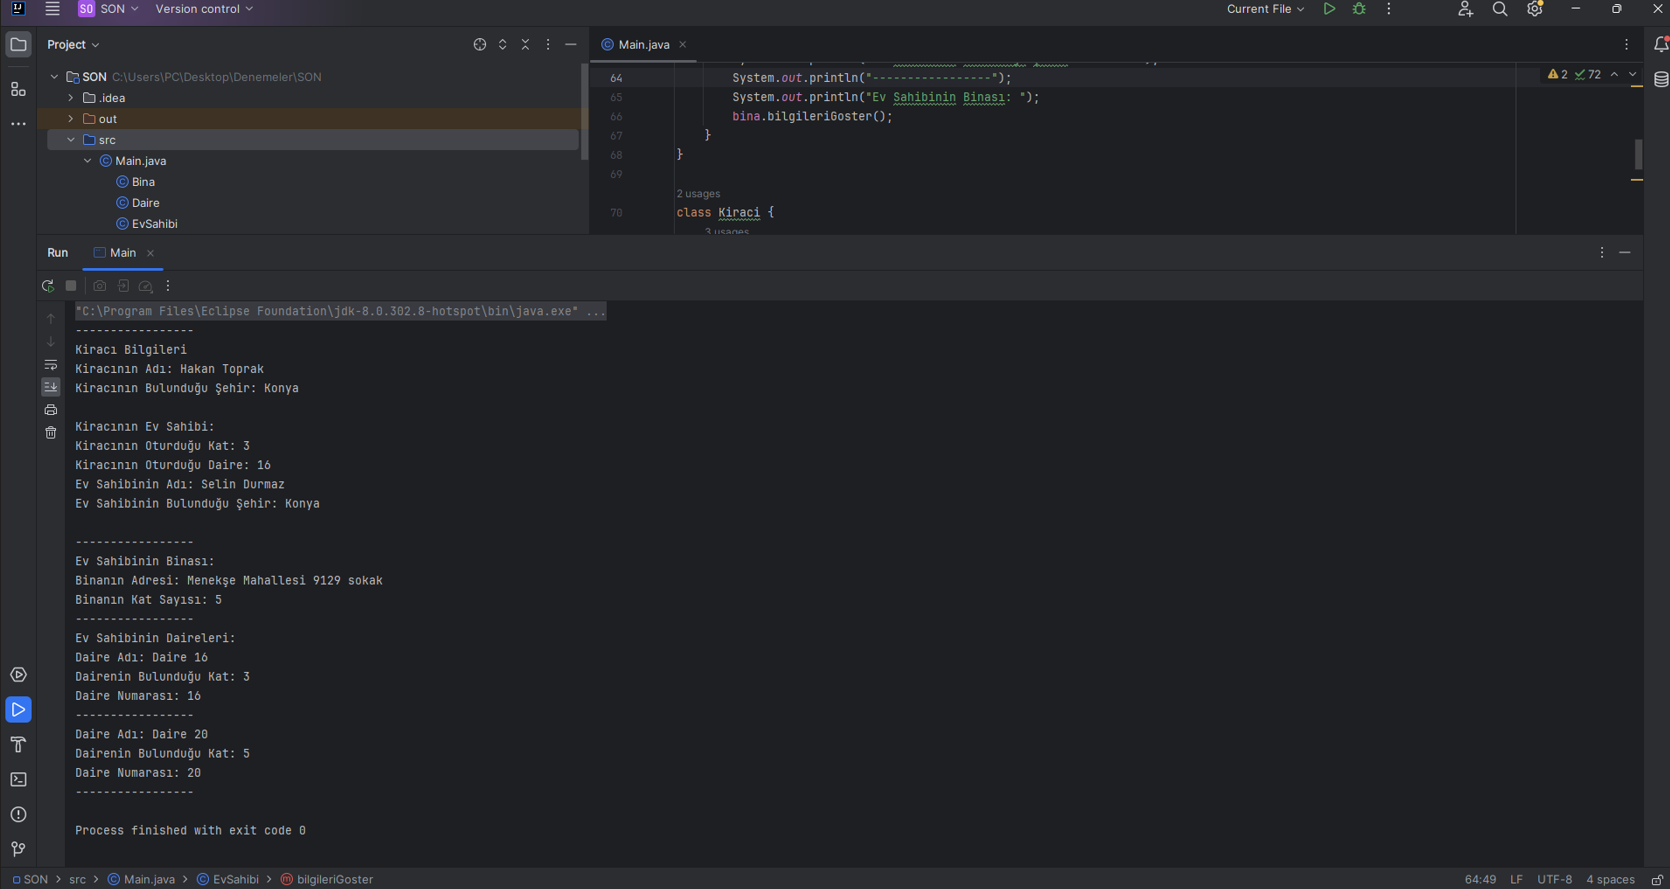 SO SON Version control Current File
Project
Main.java
SON C:\Users\PC\Desktop\Denemeler\SON
.idea
out
src
Main.java
Bina
Daire
EvSahibi
2 72
64 System.out.println("-----------------");
65 System.out.println("Ev Sahibinin Binası: ");
66 bina.bilgileriGoster();
67 }
68 }
69
2 usages
70 class Kiraci {
3 usages
Run Main
"C:\Program Files\Eclipse Foundation\jdk-8.0.302.8-hotspot\bin\java.exe" ...
-----------------
Kiracı Bilgileri
Kiracının Adı: Hakan Toprak
Kiracının Bulunduğu Şehir: Konya
Kiracının Ev Sahibi:
Kiracının Oturduğu Kat: 3
Kiracının Oturduğu Daire: 16
Ev Sahibinin Adı: Selin Durmaz
Ev Sahibinin Bulunduğu Şehir: Konya
-----------------
Ev Sahibinin Binası:
Binanın Adresi: Menekşe Mahallesi 9129 sokak
Binanın Kat Sayısı: 5
-----------------
Ev Sahibinin Daireleri:
Daire Adı: Daire 16
Dairenin Bulunduğu Kat: 3
Daire Numarası: 16
-----------------
Daire Adı: Daire 20
Dairenin Bulunduğu Kat: 5
Daire Numarası: 20
-----------------
Process finished with exit code 0
SON > src > Main.java > EvSahibi > bilgileriGoster
64:49 LF UTF-8 4 spaces